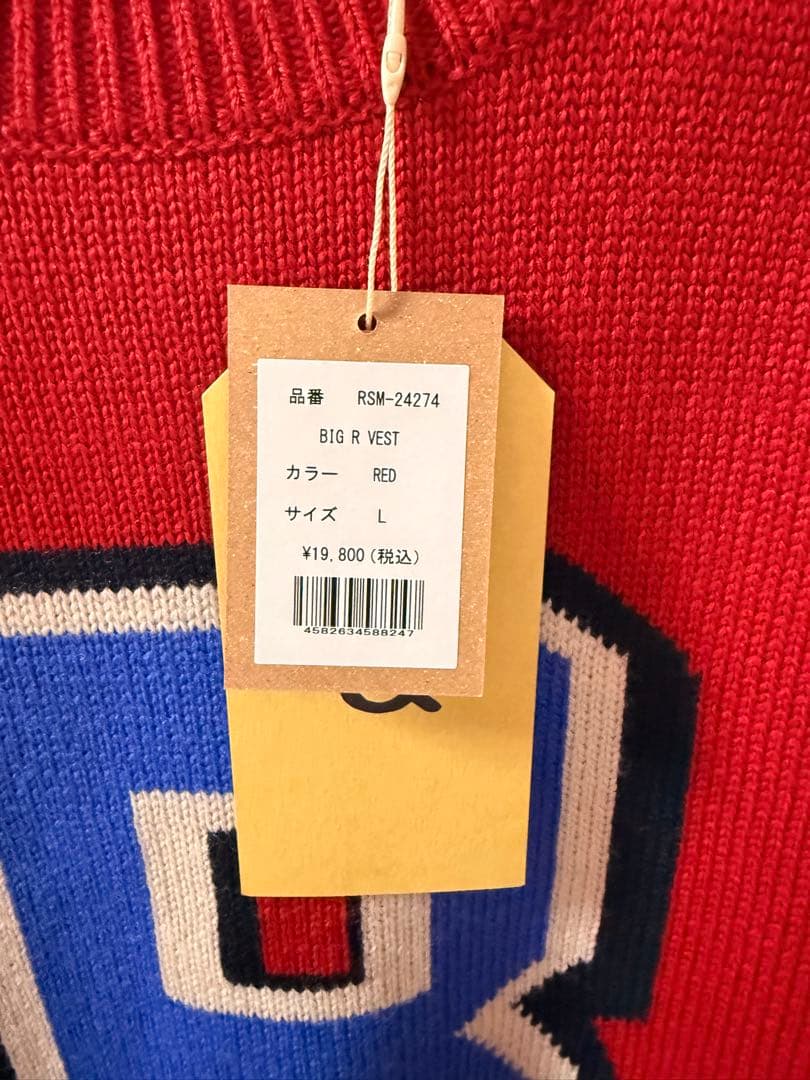 品番 RSM-24274
BIG R VEST
カラー RED
サイズ L
¥19,800(税込)
4582634588247
R